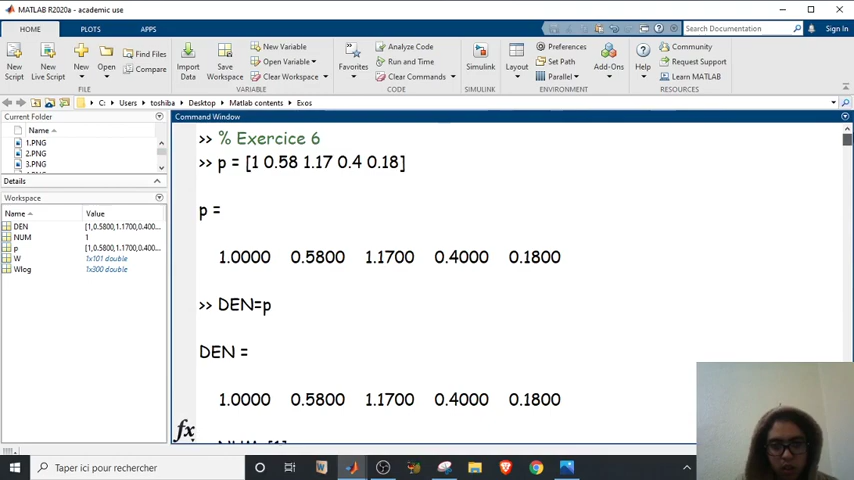 MATLAB R2020a - academic use
HOME PLOTS APPS
Search Documentation
Sign In
New Script
New Live Script
New
Open
Find Files
Compare
Import Data
Save Workspace
New Variable
Open Variable
Clear Workspace
Favorites
Analyze Code
Run and Time
Clear Commands
Simulink
Layout
Preferences
Set Path
Parallel
Add-Ons
Help
Community
Request Support
Learn MATLAB
FILE VARIABLE CODE SIMULINK ENVIRONMENT RESOURCES
C: Users toshiba Desktop Matlab contents Exos
Current Folder
Name
1.PNG
2.PNG
3.PNG
Details
Workspace
Name Value
DEN [1,0.5800,1.1700,0.400...
NUM 1
p [1,0.5800,1.1700,0.400...
W 1x101 double
Wlog 1x300 double
Command Window
>> % Exercice 6
>> p = [1 0.58 1.17 0.4 0.18]
p =
1.0000 0.5800 1.1700 0.4000 0.1800
>> DEN=p
DEN =
1.0000 0.5800 1.1700 0.4000 0.1800
fx
Taper ici pour rechercher